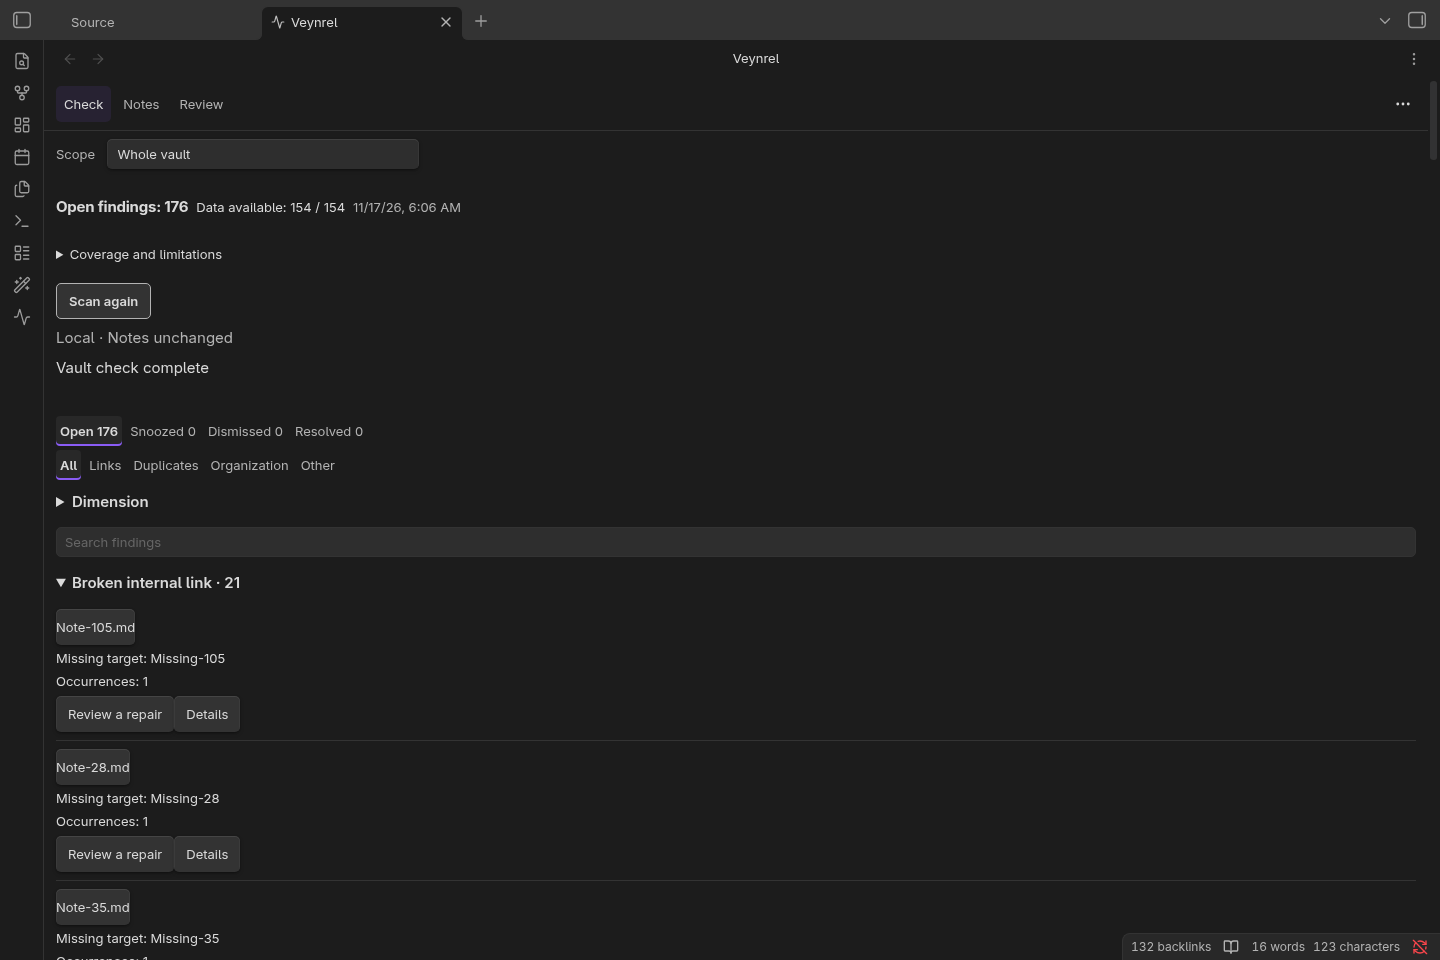 Source
Veynrel
Veynrel
Check Notes Review
Scope Whole vault
Open findings: 176 Data available: 154 / 154 11/17/26, 6:06 AM
Coverage and limitations
Scan again
Local · Notes unchanged
Vault check complete
Open 176 Snoozed 0 Dismissed 0 Resolved 0
All Links Duplicates Organization Other
Dimension
Search findings
Broken internal link · 21
Note-105.md
Missing target: Missing-105
Occurrences: 1
Review a repair Details
Note-28.md
Missing target: Missing-28
Occurrences: 1
Review a repair Details
Note-35.md
Missing target: Missing-35
Occurrences: 1
132 backlinks 16 words 123 characters